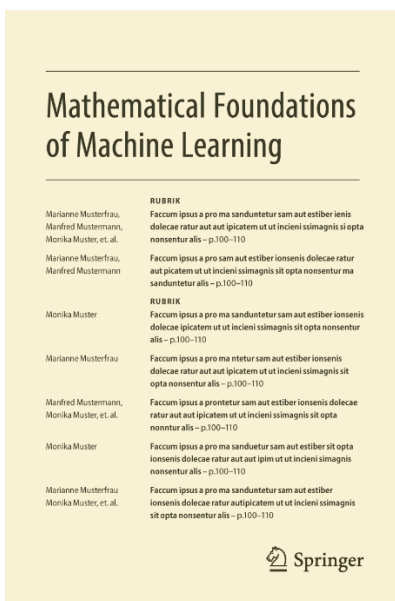 Mathematical Foundations
of Machine Learning
RUBRIK
Marianne Musterfrau,
Manfred Mustermann,
Monika Muster, et. al.
Faccum ipsus a pro ma sanduntetur sam aut estiber ienis
dolecae ratur aut aut ipicatem ut ut incieni ssimagnis si opta
nonsentur alis – p.100–110
Marianne Musterfrau,
Manfred Mustermann
Faccum ipsus a pro sam aut estiber ionsenis dolecae ratur
aut picatem ut ut incieni ssimagnis sit opta nonsentur ma
sanduntetur alis – p.100–110
RUBRIK
Monika Muster
Faccum ipsus a pro ma sanduntetur sam aut estiber ionsenis
dolecae ipicatem ut ut incieni ssimagnis sit opta nonsentur
alis – p.100–110
Marianne Musterfrau
Faccum ipsus a pro ma ntetur sam aut estiber ionsenis
dolecae ratur aut aut ipicatem ut ut incieni ssimagnis sit
opta nonsentur alis – p.100–110
Manfred Mustermann,
Monika Muster, et. al.
Faccum ipsus a prontetur sam aut estiber ionsenis dolecae
ratur aut aut ipicatem ut ut incieni ssimagnis sit opta
nonntur alis – p.100–110
Monika Muster
Faccum ipsus a pro ma sanduetur sam aut estiber sit opta
ionsenis dolecae ratur aut aut ipim ut ut incieni simagnis
nonsentur alis – p.100–110
Marianne Musterfrau
Monika Muster, et. al.
Faccum ipsus a pro ma sanduntetur sam aut estiber
ionsenis dolecae ratur autipicatem ut ut incieni ssimagnis
sit opta nonsentur alis – p.100–110
Springer